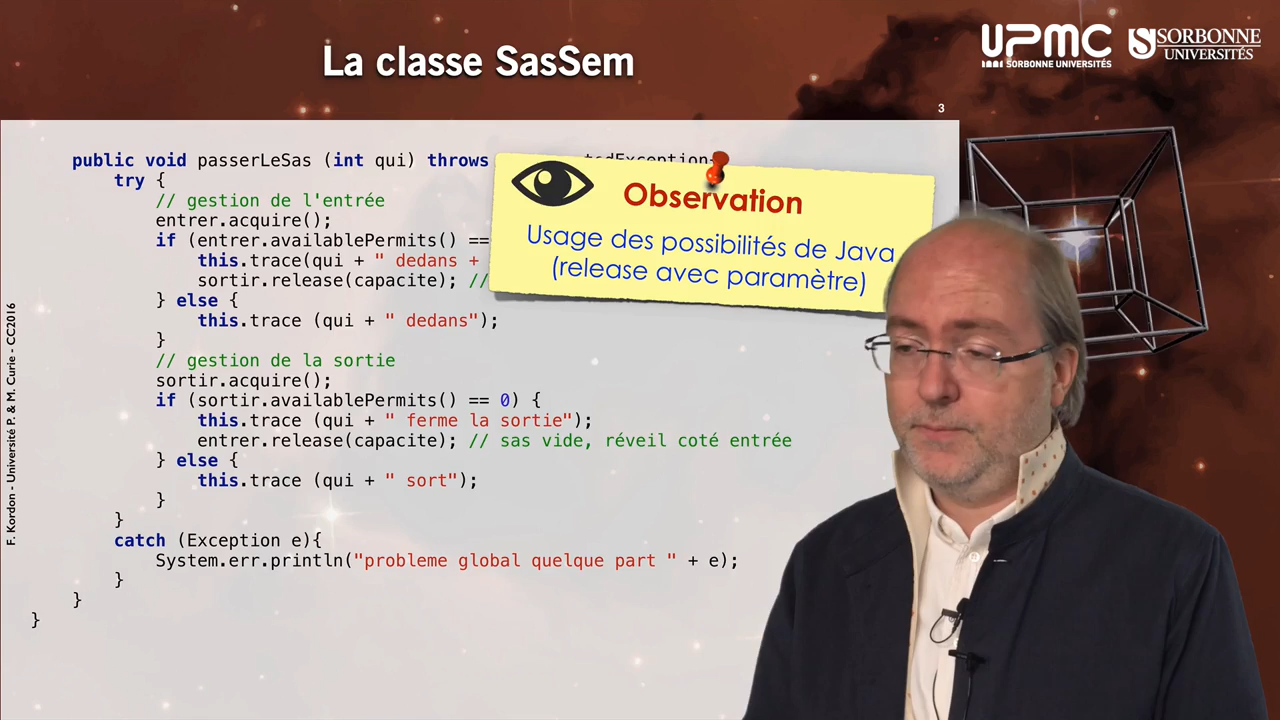 La classe SasSem
UPMC
SORBONNE UNIVERSITÉS
SORBONNE
UNIVERSITÉS
3
public void passerLeSas (int qui) throws
try {
// gestion de l'entrée
entrer.acquire();
if (entrer.availablePermits() ==
this.trace(qui + " dedans +
sortir.release(capacite); //
} else {
this.trace (qui + " dedans");
}
// gestion de la sortie
sortir.acquire();
if (sortir.availablePermits() == 0) {
this.trace (qui + " ferme la sortie");
entrer.release(capacite); // sas vide, réveil coté entrée
} else {
this.trace (qui + " sort");
}
}
catch (Exception e){
System.err.println("probleme global quelque part " + e);
}
}
}
Observation
Usage des possibilités de Java
(release avec paramètre)
F. Kordon - Université P. & M. Curie - CC2016